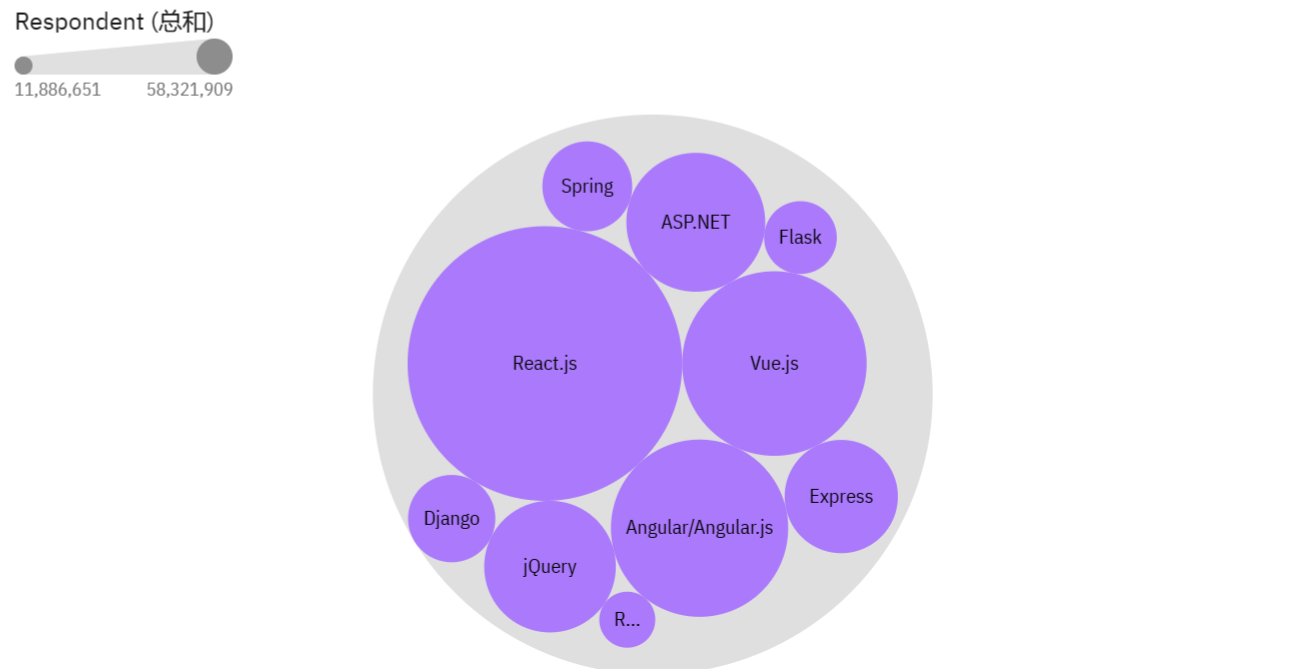 Respondent (总和)
11,886,651 58,321,909
Spring
ASP.NET
Flask
React.js
Vue.js
Express
Django
Angular/Angular.js
jQuery
R...